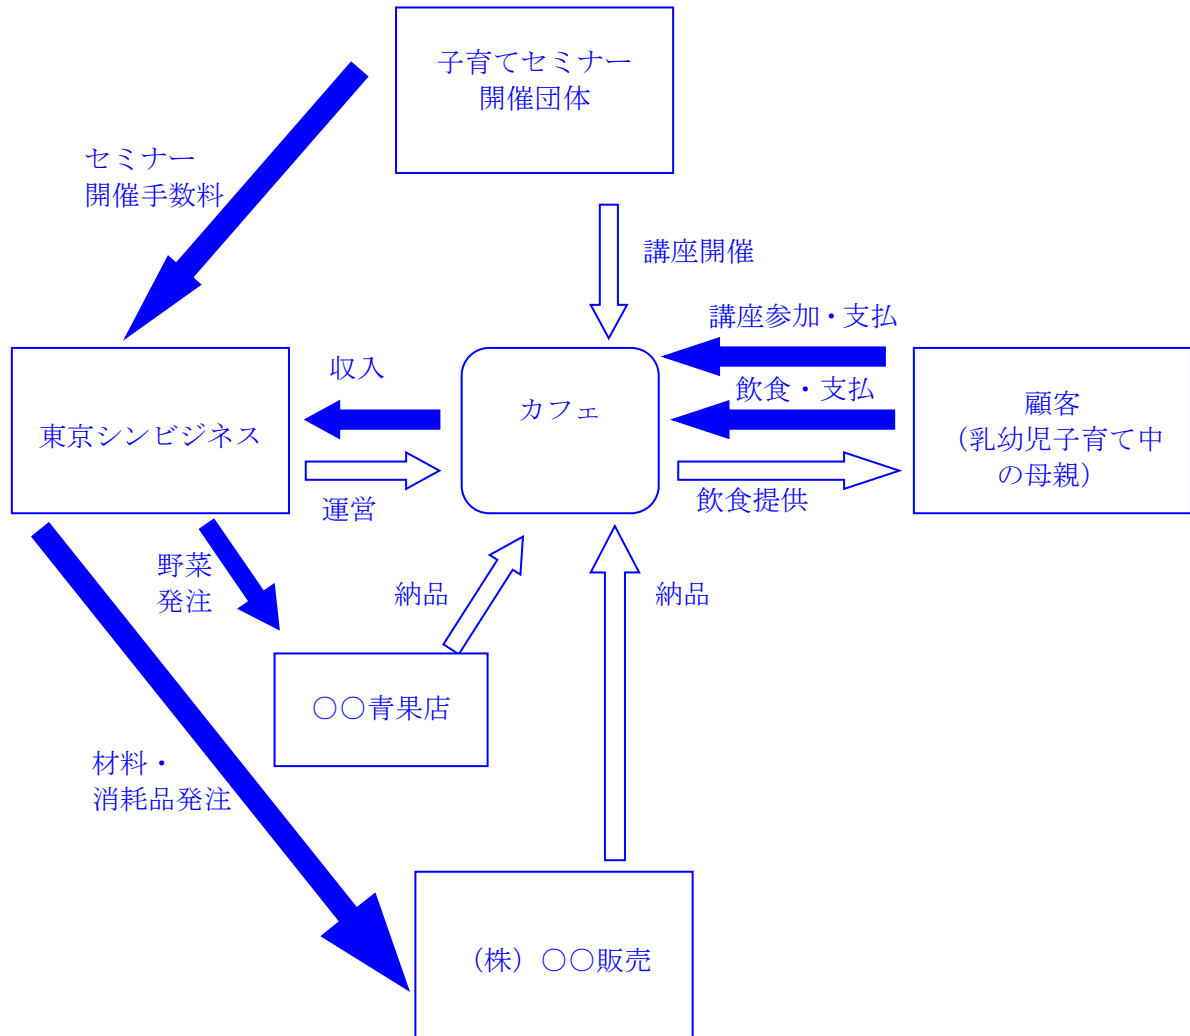 子育てセミナー
開催団体
セミナー
開催手数料
講座開催
講座参加・支払
収入
飲食・支払
カフェ
顧客
（乳幼児子育て中
の母親）
東京シンビジネス
運営
飲食提供
野菜
発注
納品
納品
〇〇青果店
材料・
消耗品発注
（株）〇〇販売